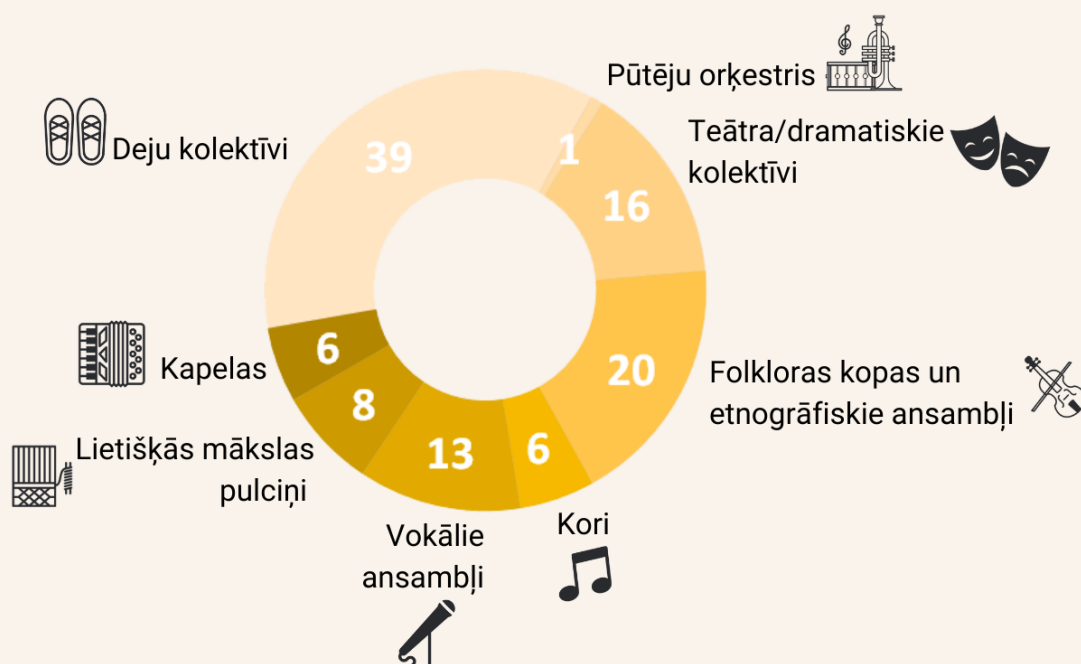 Pūtēju orķestris
Teātra/dramatiskie
kolektīvi
Deju kolektīvi
39
1
16
Kapelas
6
20
Folkloras kopas un
etnogrāfiskie ansambļi
8
13
6
Lietišķās mākslas
pulciņi
Vokālie
ansambļi
Kori